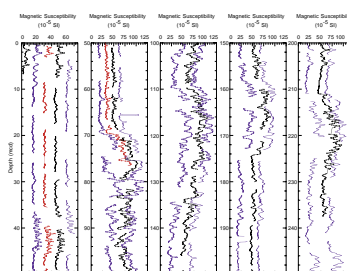 Magnetic Susceptibility Magnetic Susceptibility Magnetic Susceptibility Magnetic Susceptibility Magnetic Suscepti
(10-5 SI) (10-5 SI) (10-5 SI) (10-5 SI) (10-5 SI)
0 20 40 60 25 50 75 100 125 0 25 50 75 100 125 0 25 50 75 100 125 0 25 50 75 100
0 50 100 150 200
10 60 110 160 210
20 70 120 170 220
Depth (mcd)
30 80 130 180 230
40 90 140 190 240